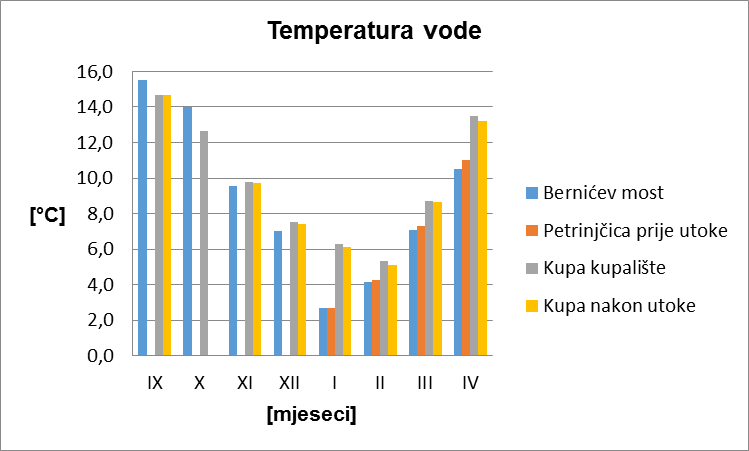 Temperatura vode
16,0
14,0
12,0
10,0
8,0
6,0
4,0
2,0
0,0
[°C]
IX X XI XII I II III IV
[mjeseci]
Bernićev most
Petrinjčica prije utoke
Kupa kupalište
Kupa nakon utoke